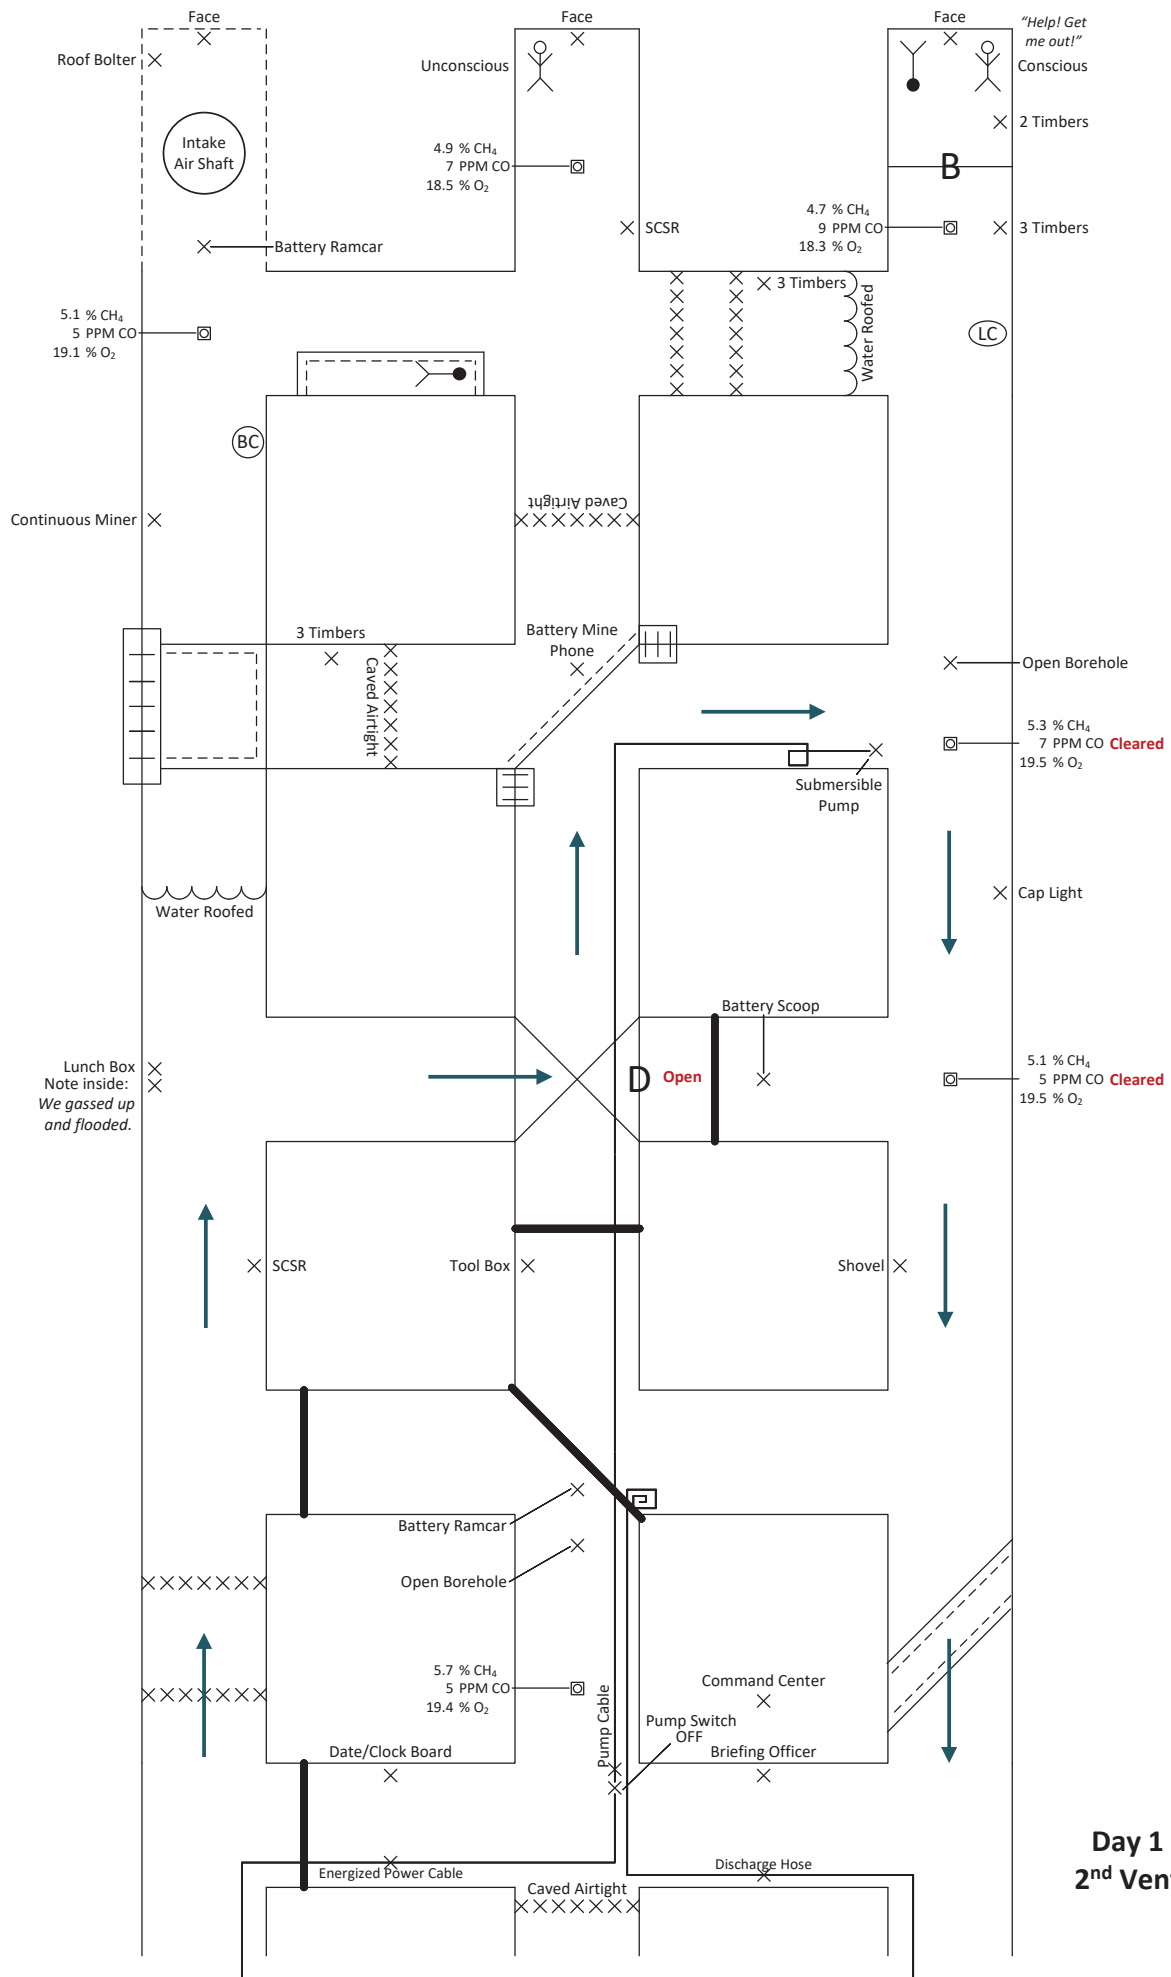 Face
Face
Face
"Help! Get
me out!"
Roof Bolter
Unconscious
Conscious
2 Timbers
Intake
Air Shaft
4.9 % CH₄
7 PPM CO
18.5 % O₂
B
4.7 % CH₄
9 PPM CO
18.3 % O₂
SCSR
3 Timbers
Battery Ramcar
3 Timbers
Water Roofed
5.1 % CH₄
5 PPM CO
19.1 % O₂
LC
BC
Caved Airtight
Continuous Miner
3 Timbers
Caved Airtight
Battery Mine
Phone
Open Borehole
5.3 % CH₄
7 PPM CO Cleared
19.5 % O₂
Submersible
Pump
Water Roofed
Cap Light
Battery Scoop
Lunch Box
Note inside:
We gassed up
and flooded.
D Open
5.1 % CH₄
5 PPM CO Cleared
19.5 % O₂
SCSR
Tool Box
Shovel
Battery Ramcar
Open Borehole
5.7 % CH₄
5 PPM CO
19.4 % O₂
Pump Cable
Command Center
Pump Switch
OFF
Date/Clock Board
Briefing Officer
Energized Power Cable
Discharge Hose
Caved Airtight
Day 1
2nd Ven